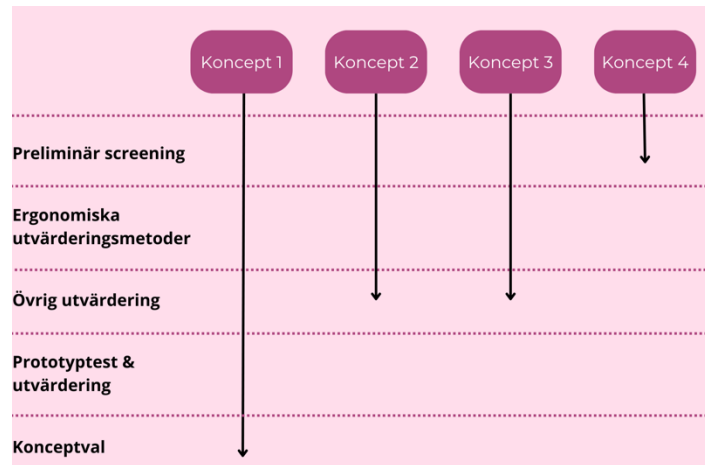 Koncept 1
Koncept 2
Koncept 3
Koncept 4
Preliminär screening
Ergonomiska
utvärderingsmetoder
Övrig utvärdering
Prototyptest &
utvärdering
Konceptval